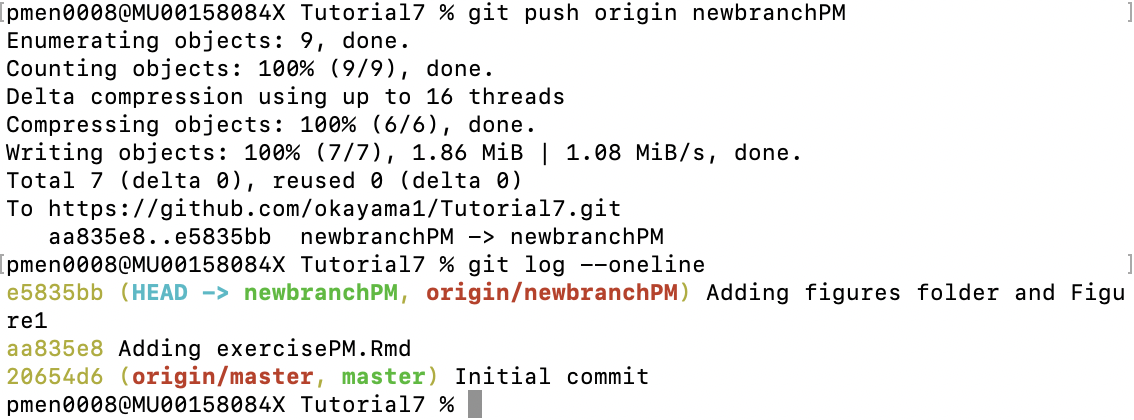 [pmen0008@MU00158084X Tutorial7 % git push origin newbranchPM ]
Enumerating objects: 9, done.
Counting objects: 100% (9/9), done.
Delta compression using up to 16 threads
Compressing objects: 100% (6/6), done.
Writing objects: 100% (7/7), 1.86 MiB | 1.08 MiB/s, done.
Total 7 (delta 0), reused 0 (delta 0)
To https://github.com/okayama1/Tutorial7.git
   aa835e8..e5835bb  newbranchPM -> newbranchPM
[pmen0008@MU00158084X Tutorial7 % git log --oneline ]
e5835bb (HEAD -> newbranchPM, origin/newbranchPM) Adding figures folder and Figu
re1
aa835e8 Adding exercisePM.Rmd
20654d6 (origin/master, master) Initial commit
pmen0008@MU00158084X Tutorial7 %